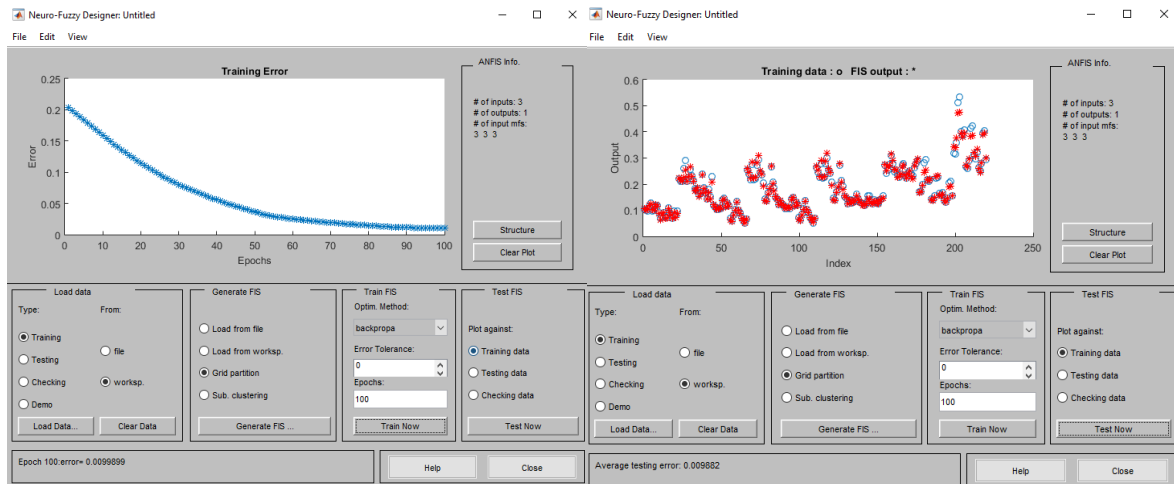 Neuro-Fuzzy Designer: Untitled
File Edit View
Training Error
0.25
0.2
0.15
0.1
0.05
0
Error
0 10 20 30 40 50 60 70 80 90 100
Epochs
ANFIS Info.
# of inputs: 3
# of outputs: 1
# of input mfs:
3 3 3
Structure
Clear Plot
Load data
Type: From:
Training
Testing
Checking
Demo
file
worksp.
Load Data... Clear Data
Generate FIS
Load from file
Load from worksp.
Grid partition
Sub. clustering
Generate FIS ...
Train FIS
Optim. Method:
backpropa
Error Tolerance:
0
Epochs:
100
Train Now
Test FIS
Plot against:
Training data
Testing data
Checking data
Test Now
Epoch 100:error= 0.0099899
Help Close
Neuro-Fuzzy Designer: Untitled
File Edit View
Training data : o FIS output : *
0.6
0.5
0.4
0.3
0.2
0.1
0
Output
0 50 100 150 200 250
Index
ANFIS Info.
# of inputs: 3
# of outputs: 1
# of input mfs:
3 3 3
Structure
Clear Plot
Load data
Type: From:
Training
Testing
Checking
Demo
file
worksp.
Load Data... Clear Data
Generate FIS
Load from file
Load from worksp.
Grid partition
Sub. clustering
Generate FIS ...
Train FIS
Optim. Method:
backpropa
Error Tolerance:
0
Epochs:
100
Train Now
Test FIS
Plot against:
Training data
Testing data
Checking data
Test Now
Average testing error: 0.009882
Help Close